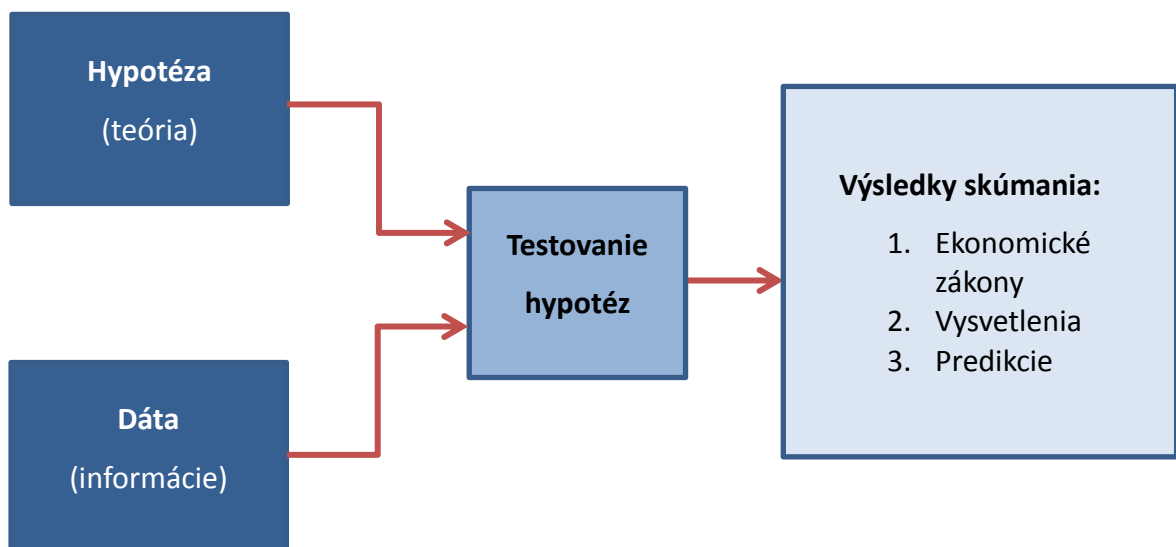 Hypotéza
(teória)
Dáta
(informácie)
Testovanie
hypotéz
Výsledky skúmania:
1. Ekonomické
zákony
2. Vysvetlenia
3. Predikcie